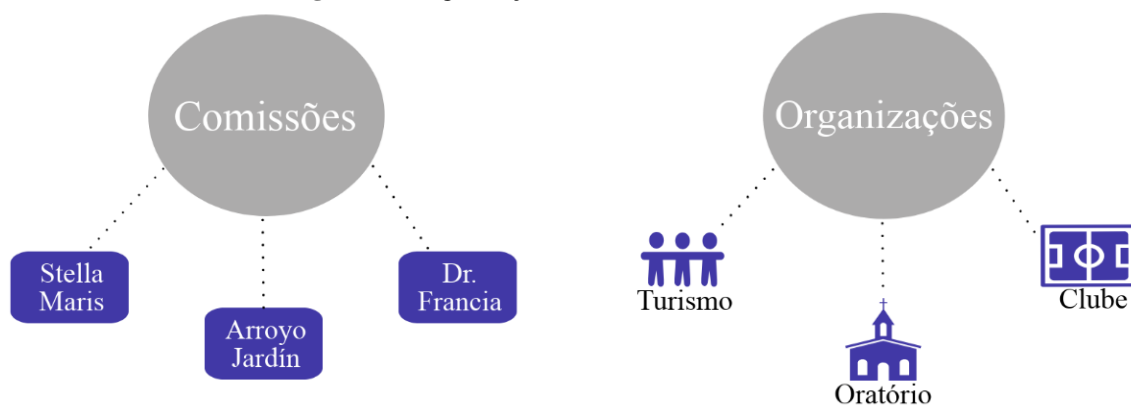 Comissões
Stella
Maris
Arroyo
Jardín
Dr.
Francia
Organizações
Turismo
Oratório
Clube